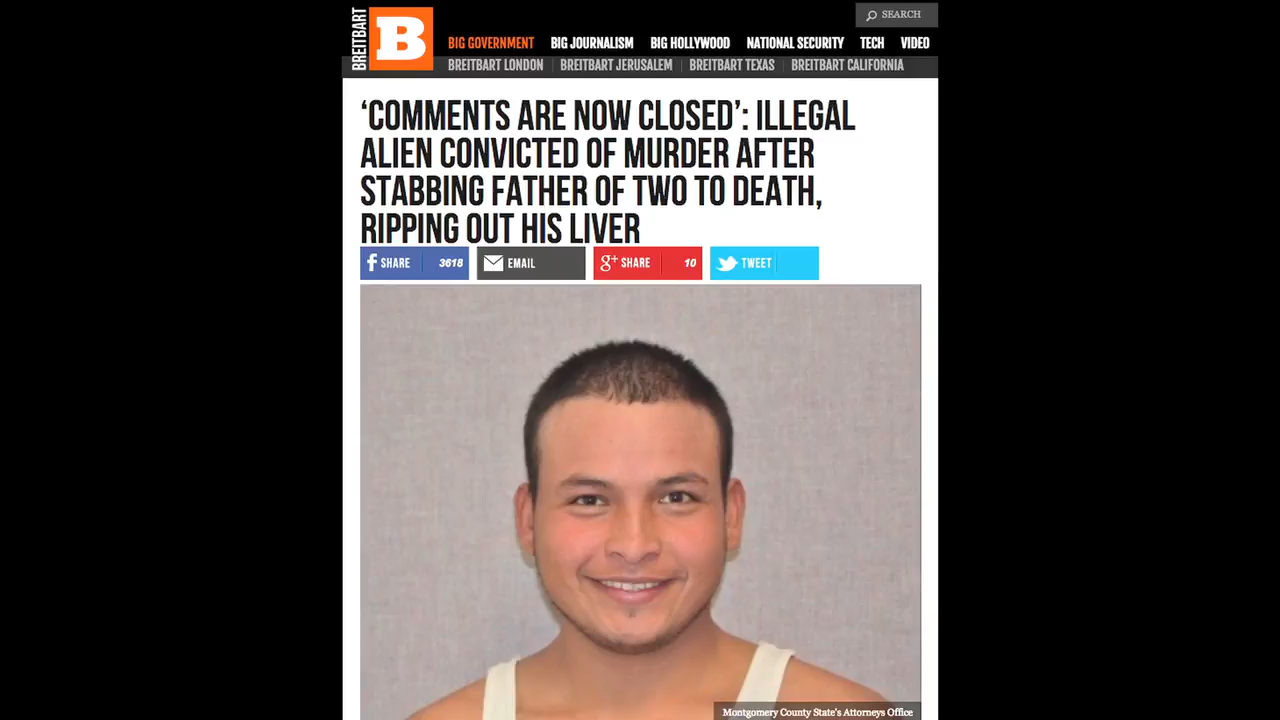 BREITBART
B
SEARCH
BIG GOVERNMENT BIG JOURNALISM BIG HOLLYWOOD NATIONAL SECURITY TECH VIDEO
BREITBART LONDON BREITBART JERUSALEM BREITBART TEXAS BREITBART CALIFORNIA
‘COMMENTS ARE NOW CLOSED’: ILLEGAL
ALIEN CONVICTED OF MURDER AFTER
STABBING FATHER OF TWO TO DEATH,
RIPPING OUT HIS LIVER
f SHARE 3618 EMAIL g+ SHARE 10 TWEET
Montgomery County State's Attorneys Office